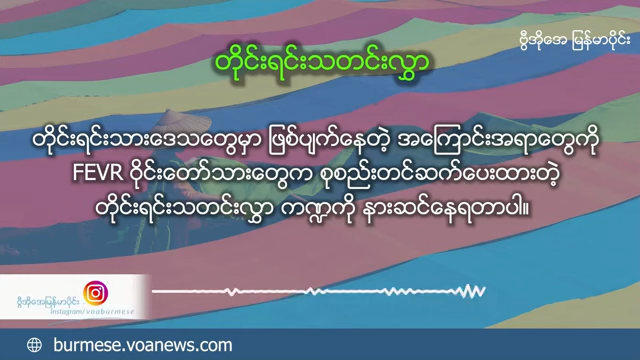 ဗွီအိုအေ မြန်မာပိုင်း
တိုင်းရင်းသတင်းလွှာ
တိုင်းရင်းသားဒေသတွေမှာ ဖြစ်ပျက်နေတဲ့ အကြောင်းအရာတွေကို
FEVR ဝိုင်းတော်သားတွေက စုစည်းတင်ဆက်ပေးထားတဲ့
တိုင်းရင်းသတင်းလွှာ ကဏ္ဍကို နားဆင်နေရတာပါ။
ဗွီအိုအေမြန်မာပိုင်း
Instagram/voaburmese
burmese.voanews.com